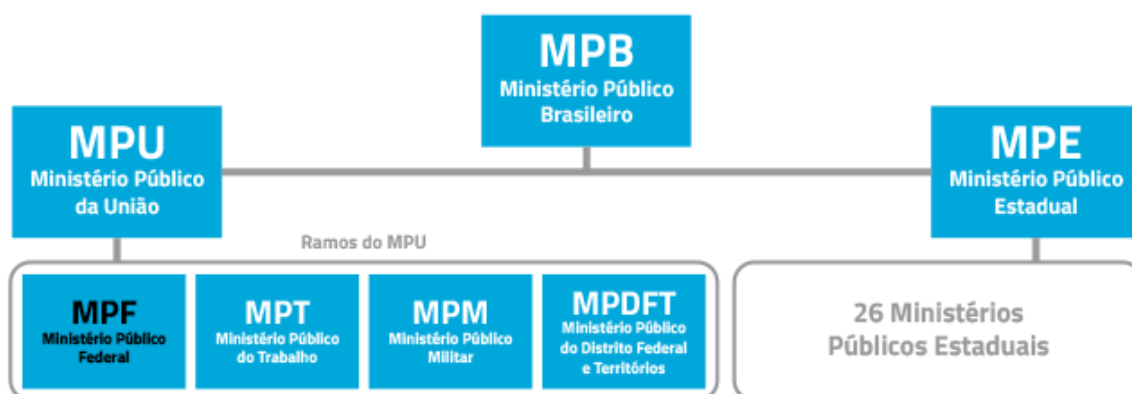 MPB
Ministério Público
Brasileiro
MPU
Ministério Público
da União
MPE
Ministério Público
Estadual
Ramos do MPU
MPF
Ministério Público
Federal
MPT
Ministério Público
do Trabalho
MPM
Ministério Público
Militar
MPDFT
Ministério Público
do Distrito Federal
e Territórios
26 Ministérios
Públicos Estaduais